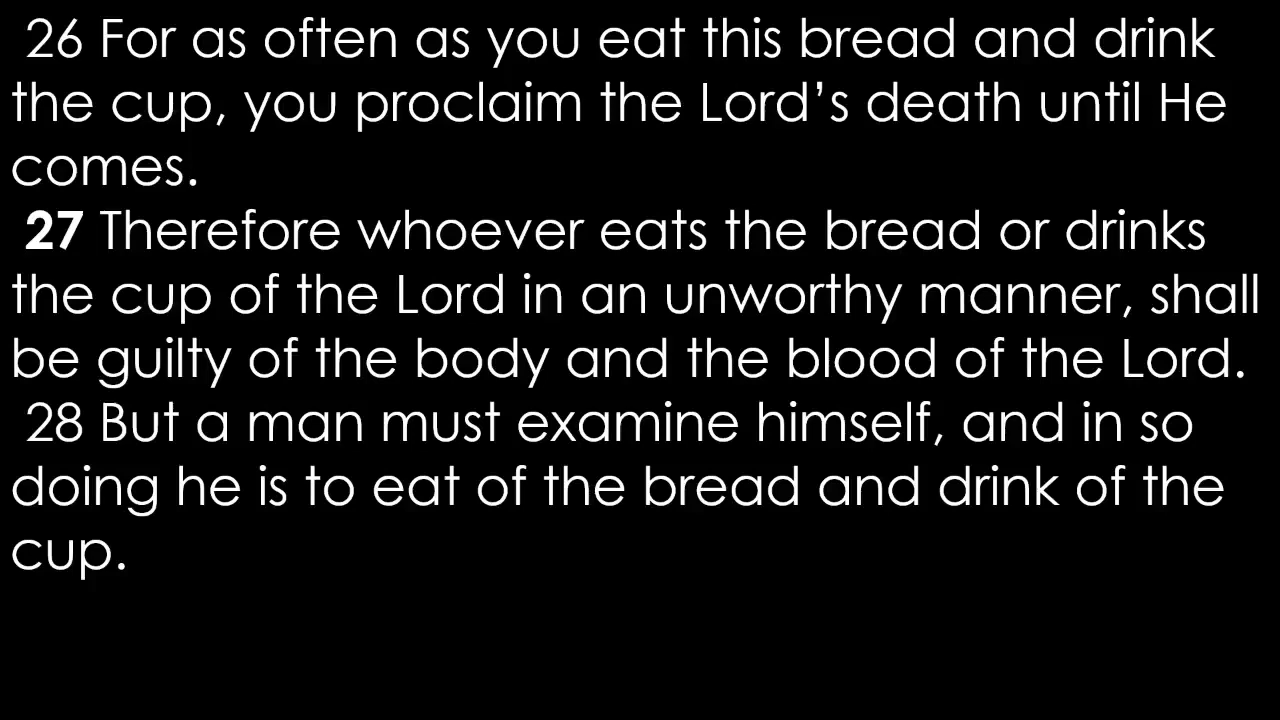 26 For as often as you eat this bread and drink
the cup, you proclaim the Lord’s death until He
comes.
27 Therefore whoever eats the bread or drinks
the cup of the Lord in an unworthy manner, shall
be guilty of the body and the blood of the Lord.
28 But a man must examine himself, and in so
doing he is to eat of the bread and drink of the
cup.